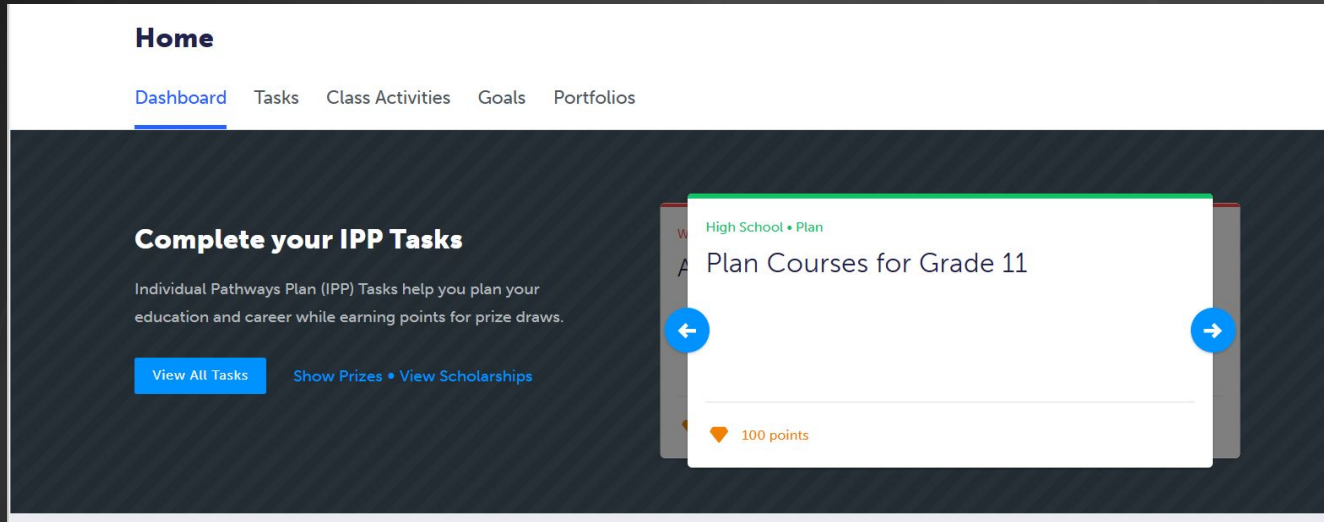 Home
Dashboard Tasks Class Activities Goals Portfolios
Complete your IPP Tasks
Individual Pathways Plan (IPP) Tasks help you plan your
education and career while earning points for prize draws.
View All Tasks Show Prizes • View Scholarships
High School • Plan
Plan Courses for Grade 11
100 points